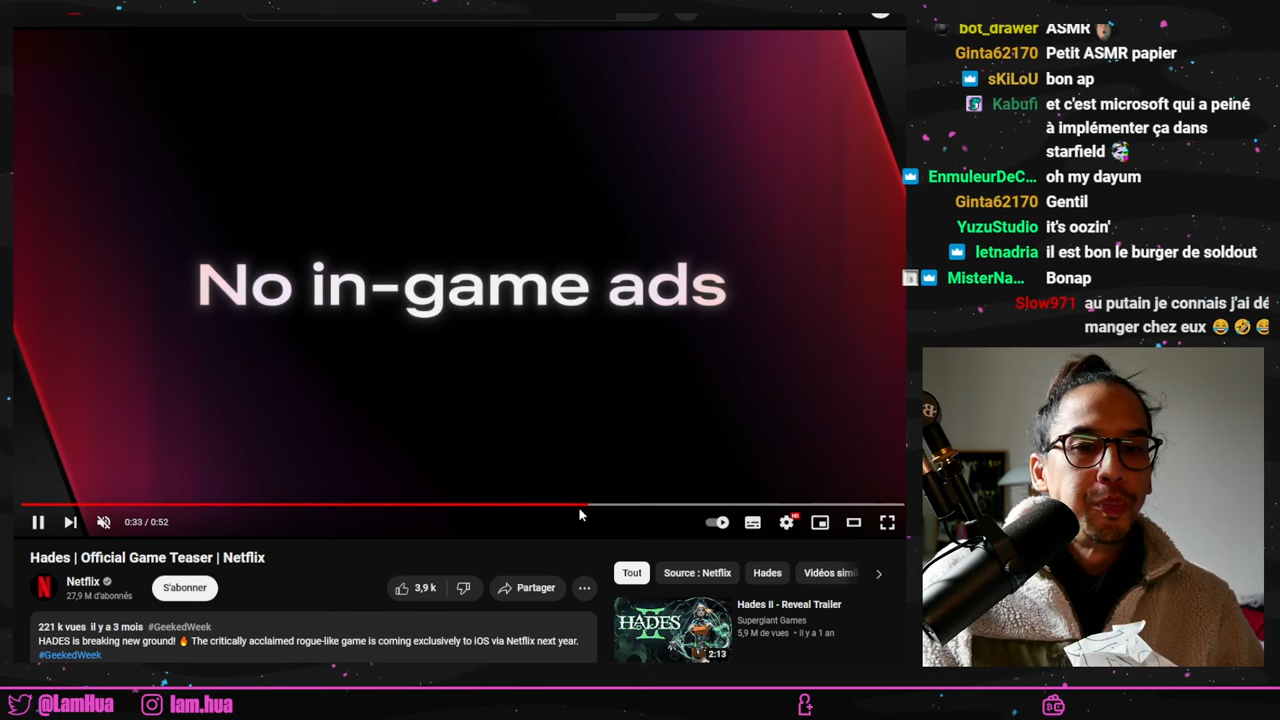 No in-game ads
0:33 / 0:52
HD
Hades | Official Game Teaser | Netflix
N
Netflix
27,9 M d'abonnés
S'abonner
3,9 k
Partager
221 k vues il y a 3 mois #GeekedWeek
HADES is breaking new ground! 🔥 The critically acclaimed rogue-like game is coming exclusively to iOS via Netflix next year.
#GeekedWeek
Tout
Source : Netflix
Hades
Vidéos simil
HADES II
2:13
Hades II - Reveal Trailer
Supergiant Games
5,9 M de vues • il y a 1 an
bot_drawer ASMR
Ginta62170 Petit ASMR papier
sKiLoU bon ap
Kabufi et c'est microsoft qui a peiné
à implémenter ça dans
starfield
EnmuleurDeC... oh my dayum
Ginta62170 Gentil
YuzuStudio it's oozin'
letnadria il est bon le burger de soldout
MisterNa... Bonap
Slow971 au putain je connais j'ai dé
manger chez eux 😂🤣😂
@LamHua
lam.hua